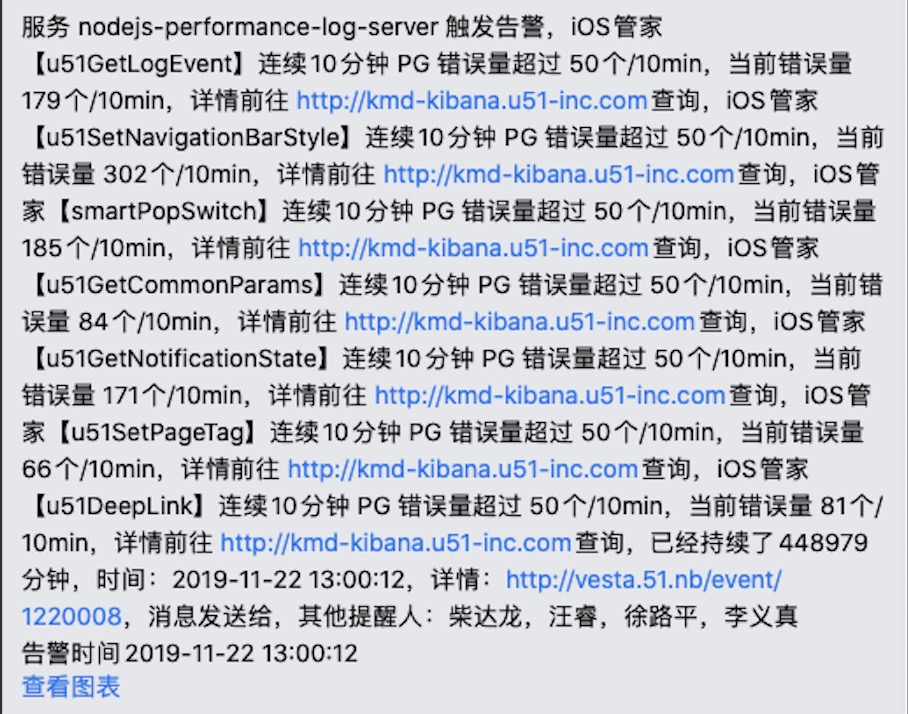 服务 nodejs-performance-log-server 触发告警，iOS管家
【u51GetLogEvent】连续10分钟 PG 错误量超过 50个/10min，当前错误量
179个/10min，详情前往 http://kmd-kibana.u51-inc.com查询，iOS管家
【u51SetNavigationBarStyle】连续10分钟 PG 错误量超过 50个/10min，当前
错误量 302个/10min，详情前往 http://kmd-kibana.u51-inc.com查询，iOS管
家【smartPopSwitch】连续10分钟 PG 错误量超过 50个/10min，当前错误量
185个/10min，详情前往 http://kmd-kibana.u51-inc.com查询，iOS管家
【u51GetCommonParams】连续10分钟 PG 错误量超过 50个/10min，当前错
误量 84个/10min，详情前往 http://kmd-kibana.u51-inc.com查询，iOS管家
【u51GetNotificationState】连续10分钟 PG 错误量超过 50个/10min，当前
错误量 171个/10min，详情前往 http://kmd-kibana.u51-inc.com查询，iOS管
家【u51SetPageTag】连续10分钟 PG 错误量超过 50个/10min，当前错误量
66个/10min，详情前往 http://kmd-kibana.u51-inc.com查询，iOS管家
【u51DeepLink】连续10分钟 PG 错误量超过 50个/10min，当前错误量 81个/
10min，详情前往 http://kmd-kibana.u51-inc.com查询，已经持续了448979
分钟，时间：2019-11-22 13:00:12，详情：http://vesta.51.nb/event/
1220008，消息发送给，其他提醒人：柴达龙，汪睿，徐路平，李义真
告警时间2019-11-22 13:00:12
查看图表